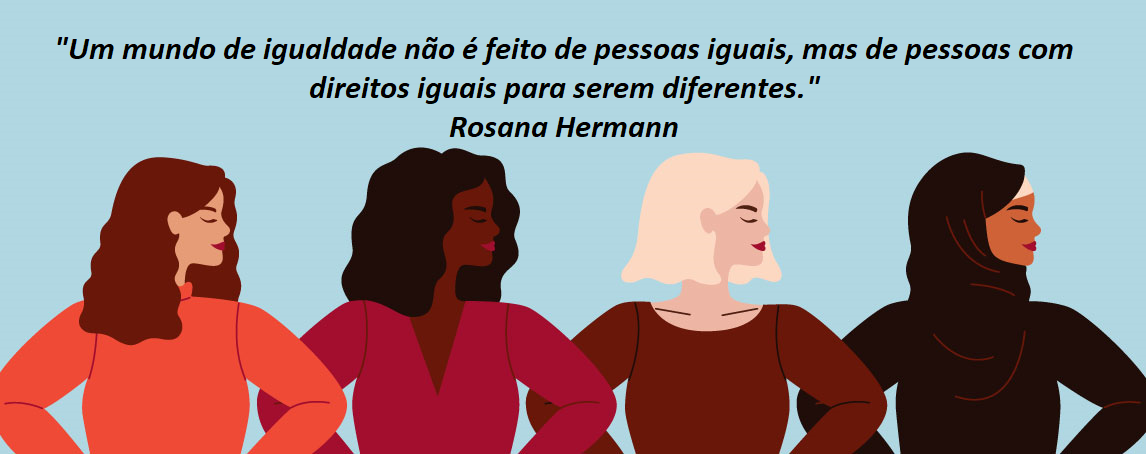 "Um mundo de igualdade não é feito de pessoas iguais, mas de pessoas com
direitos iguais para serem diferentes."
Rosana Hermann